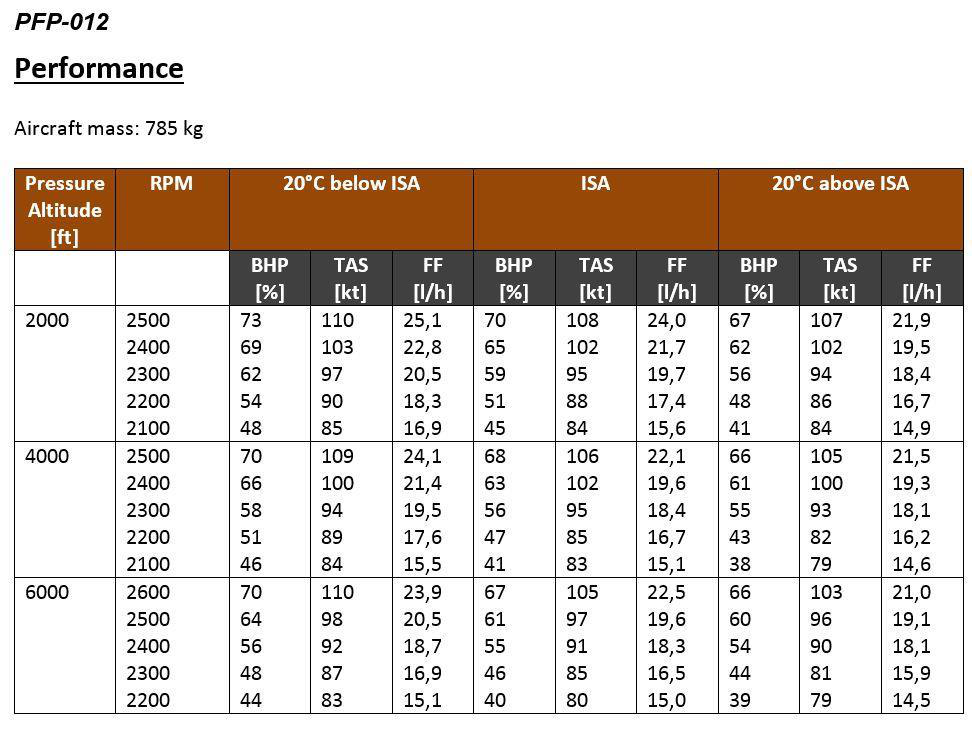 PFP-012
Performance
Aircraft mass: 785 kg
Pressure Altitude [ft] RPM 20°C below ISA ISA 20°C above ISA
BHP [%] TAS [kt] FF [l/h] BHP [%] TAS [kt] FF [l/h] BHP [%] TAS [kt] FF [l/h]
2000 2500 73 110 25,1 70 108 24,0 67 107 21,9
2400 69 103 22,8 65 102 21,7 62 102 19,5
2300 62 97 20,5 59 95 19,7 56 94 18,4
2200 54 90 18,3 51 88 17,4 48 86 16,7
2100 48 85 16,9 45 84 15,6 41 84 14,9
4000 2500 70 109 24,1 68 106 22,1 66 105 21,5
2400 66 100 21,4 63 102 19,6 61 100 19,3
2300 58 94 19,5 56 95 18,4 55 93 18,1
2200 51 89 17,6 47 85 16,7 43 82 16,2
2100 46 84 15,5 41 83 15,1 38 79 14,6
6000 2600 70 110 23,9 67 105 22,5 66 103 21,0
2500 64 98 20,5 61 97 19,6 60 96 19,1
2400 56 92 18,7 55 91 18,3 54 90 18,1
2300 48 87 16,9 46 85 16,5 44 81 15,9
2200 44 83 15,1 40 80 15,0 39 79 14,5